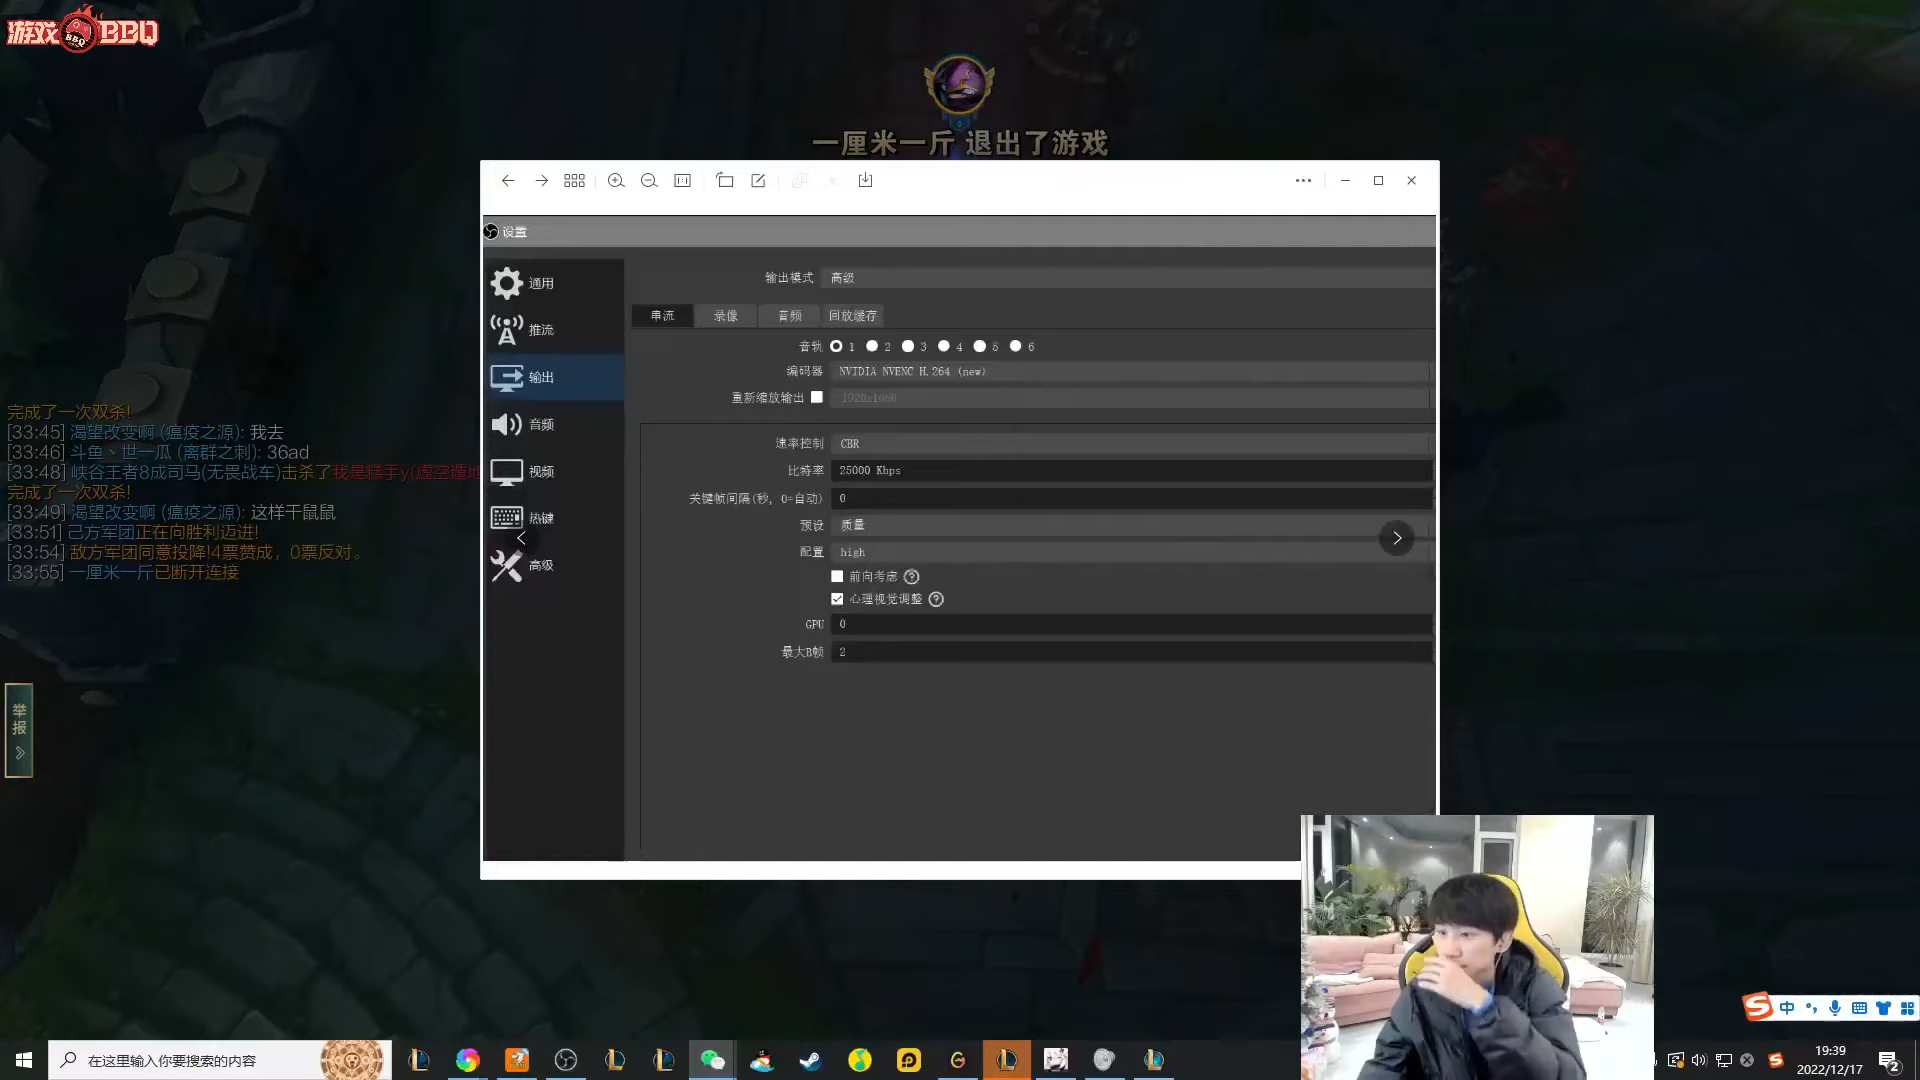 游戏BBQ
一厘米一斤 退出了游戏
设置
通用
推流
输出
音频
视频
热键
高级
输出模式 高级
串流 录像 音频 回放缓存
音轨 1 2 3 4 5 6
编码器 NVIDIA NVENC H.264 (new)
重新缩放输出 1920x1080
速率控制 CBR
比特率 25000 Kbps
关键帧间隔(秒, 0=自动) 0
预设 质量
配置 high
前向考虑
心理视觉调整
GPU 0
最大B帧 2
完成了一次双杀!
[33:45] 渴望改变啊 (瘟疫之源): 我去
[33:46] 斗鱼丶世一瓜 (离群之刺): 36ad
[33:48] 峡谷王者8成司马(无畏战车)击杀了我是糕手y(虚空遁地
完成了一次双杀!
[33:49] 渴望改变啊 (瘟疫之源): 这样干鼠鼠
[33:51] 己方军团正在向胜利迈进!
[33:54] 敌方军团同意投降!4票赞成，0票反对。
[33:55] 一厘米一斤已断开连接
举报
中
在这里输入你要搜索的内容
19:39
2022/12/17
2